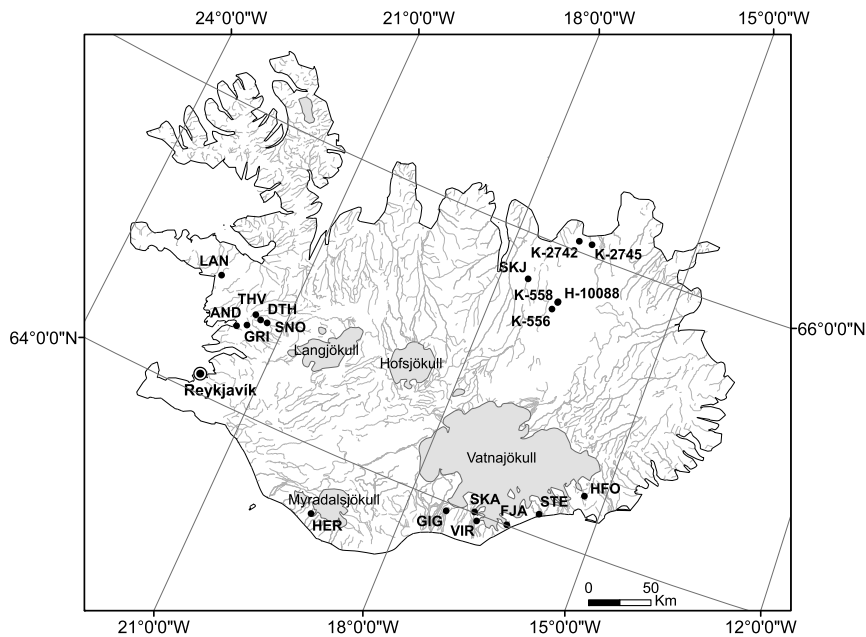 24°0'0"W
21°0'0"W
18°0'0"W
15°0'0"W
K-2742
K-2745
LAN
SKJ
THV
DTH
K-558
H-10088
AND
SNO
K-556
GRI
64°0'0"N
66°0'0"N
Langjökull
Hofsjökull
Reykjavík
Vatnajökull
Myradalsjökull
HFO
SKA
STE
GIG
FJA
VIR
HER
0 50
Km
21°0'0"W
18°0'0"W
15°0'0"W
12°0'0"W